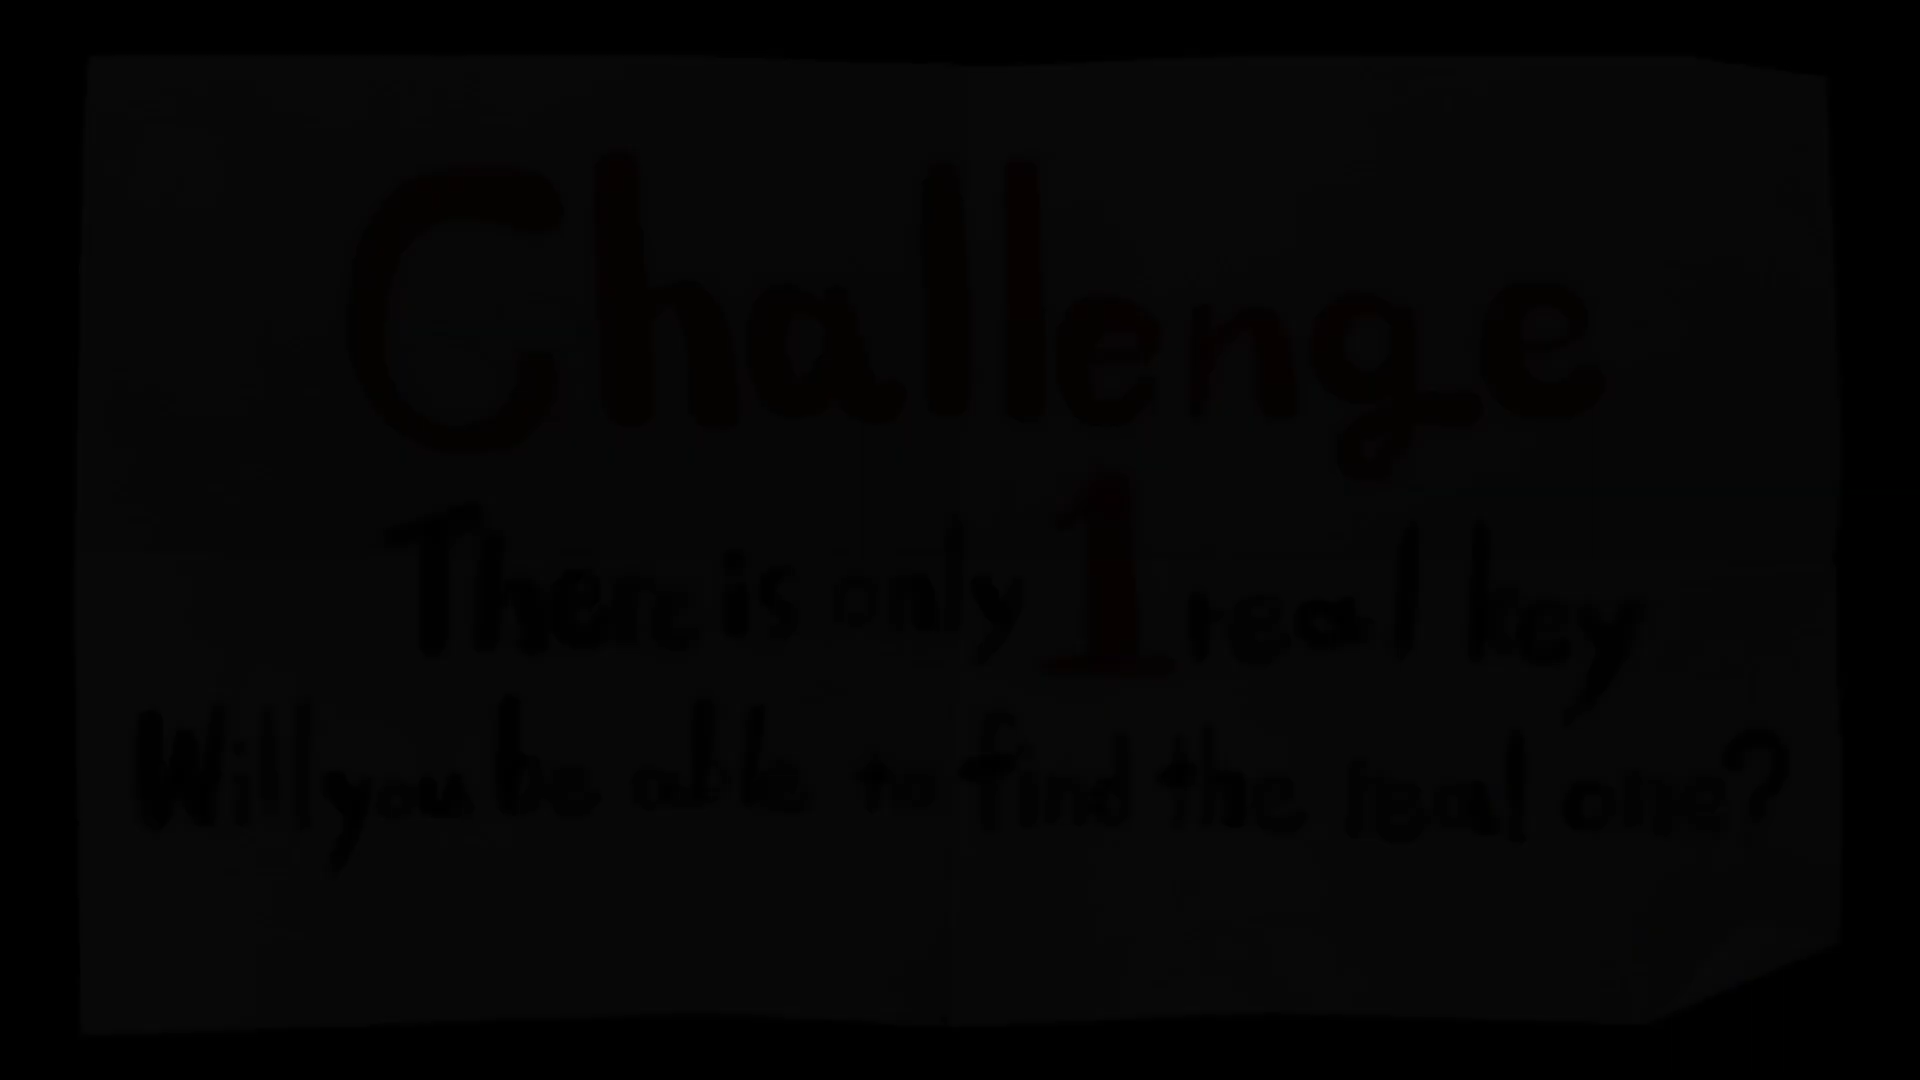 Challenge
There is only 1 real key
Will you be able to find the real one?